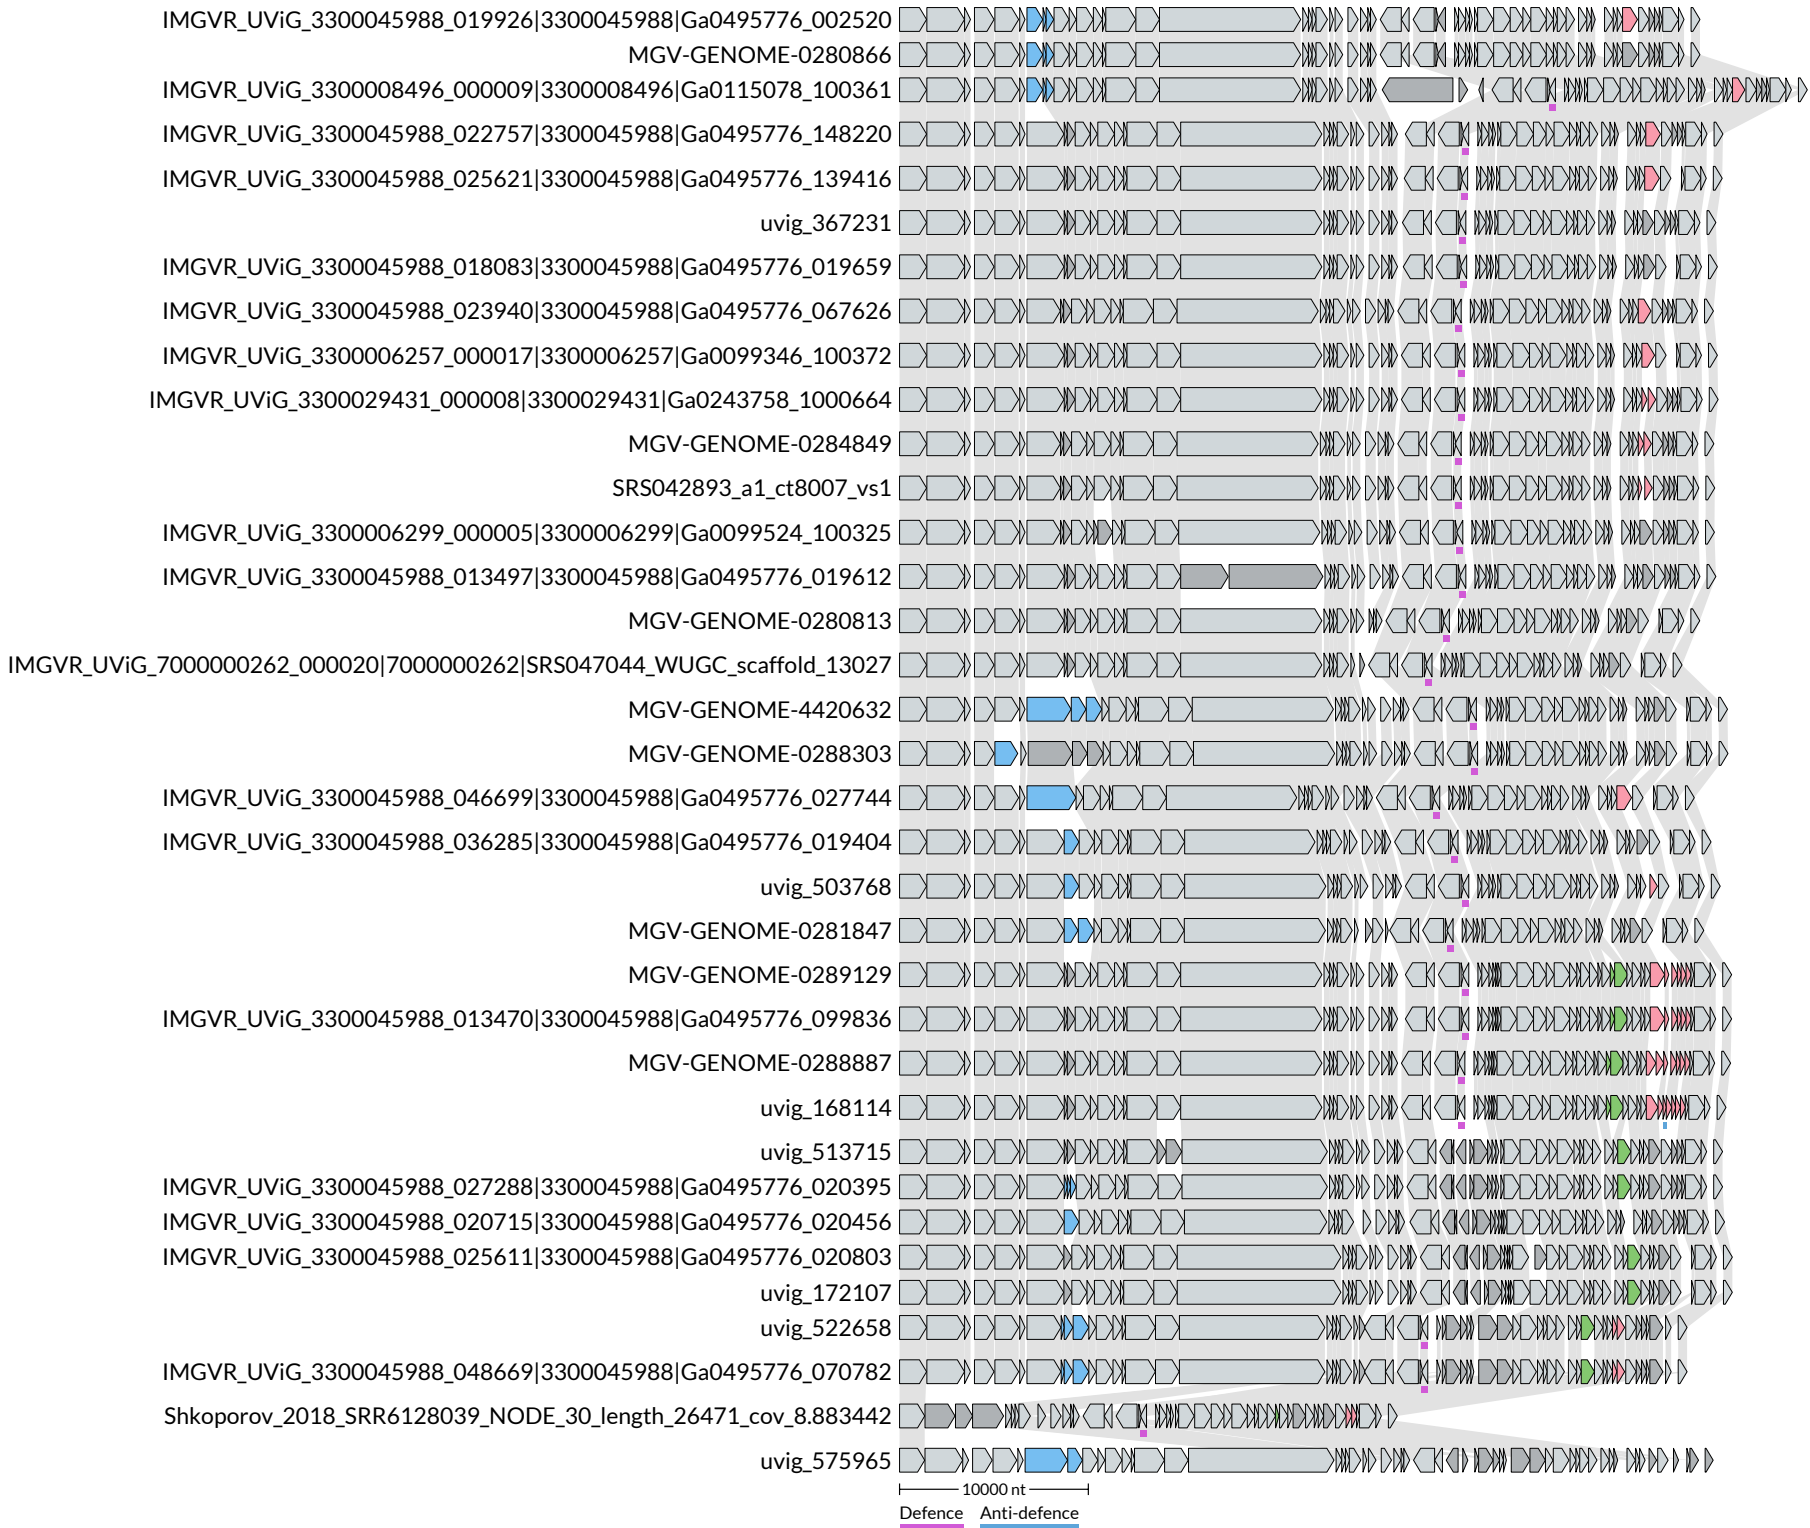 IMGVR_UViG_3300045988_019926|3300045988|Ga0495776_002520
MGV-GENOME-0280866
IMGVR_UViG_3300008496_000009|3300008496|Ga0115078_100361
IMGVR_UViG_3300045988_022757|3300045988|Ga0495776_148220
IMGVR_UViG_3300045988_025621|3300045988|Ga0495776_139416
uvig_367231
IMGVR_UViG_3300045988_018083|3300045988|Ga0495776_019659
IMGVR_UViG_3300045988_023940|3300045988|Ga0495776_067626
IMGVR_UViG_3300006257_000017|3300006257|Ga0099346_100372
IMGVR_UViG_3300029431_000008|3300029431|Ga0243758_1000664
MGV-GENOME-0284849
SRS042893_a1_ct8007_vs1
IMGVR_UViG_3300006299_000005|3300006299|Ga0099524_100325
IMGVR_UViG_3300045988_013497|3300045988|Ga0495776_019612
MGV-GENOME-0280813
IMGVR_UViG_7000000262_000020|7000000262|SRS047044_WUGC_scaffold_13027
MGV-GENOME-4420632
MGV-GENOME-0288303
IMGVR_UViG_3300045988_046699|3300045988|Ga0495776_027744
IMGVR_UViG_3300045988_036285|3300045988|Ga0495776_019404
uvig_503768
MGV-GENOME-0281847
MGV-GENOME-0289129
IMGVR_UViG_3300045988_013470|3300045988|Ga0495776_099836
MGV-GENOME-0288887
uvig_168114
uvig_513715
IMGVR_UViG_3300045988_027288|3300045988|Ga0495776_020395
IMGVR_UViG_3300045988_020715|3300045988|Ga0495776_020456
IMGVR_UViG_3300045988_025611|3300045988|Ga0495776_020803
uvig_172107
uvig_522658
IMGVR_UViG_3300045988_048669|3300045988|Ga0495776_070782
Shkoporov_2018_SRR6128039_NODE_30_length_26471_cov_8.883442
uvig_575965
10000 nt
Defence Anti-defence